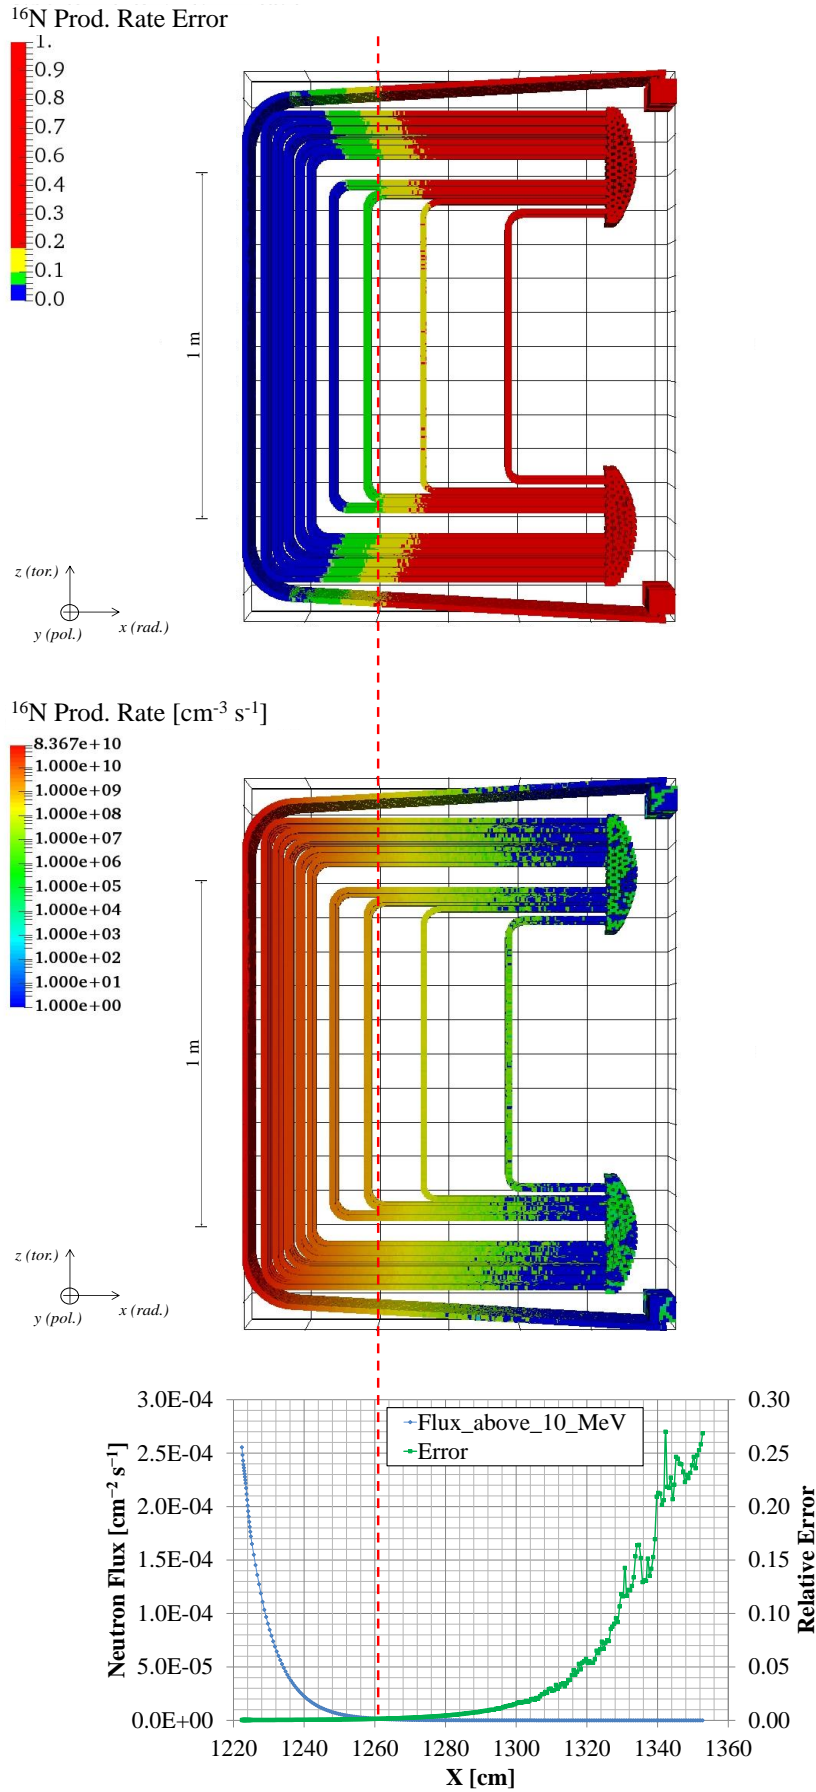 ¹⁶N Prod. Rate Error
1.
0.9
0.8
0.7
0.6
0.4
0.3
0.2
0.1
0.0
1 m
z (tor.)
y (pol.)
x (rad.)
¹⁶N Prod. Rate [cm⁻³ s⁻¹]
8.367e+10
1.000e+10
1.000e+09
1.000e+08
1.000e+07
1.000e+06
1.000e+05
1.000e+04
1.000e+03
1.000e+02
1.000e+01
1.000e+00
1 m
z (tor.)
y (pol.)
x (rad.)
3.0E-04
2.5E-04
2.0E-04
1.5E-04
1.0E-04
5.0E-05
0.0E+00
Neutron Flux [cm⁻² s⁻¹]
Flux_above_10_MeV
Error
0.30
0.25
0.20
0.15
0.10
0.05
0.00
Relative Error
1220 1240 1260 1280 1300 1320 1340 1360
X [cm]